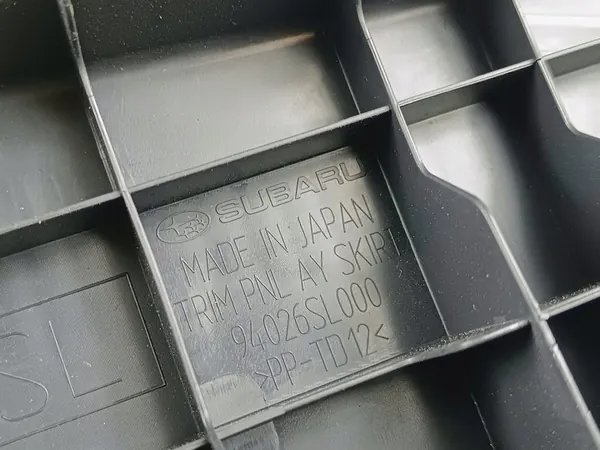 SUBARU
MADE IN JAPAN
TRIM PNL AY SKIRT
94026SL000
>PP-TD12<
SL